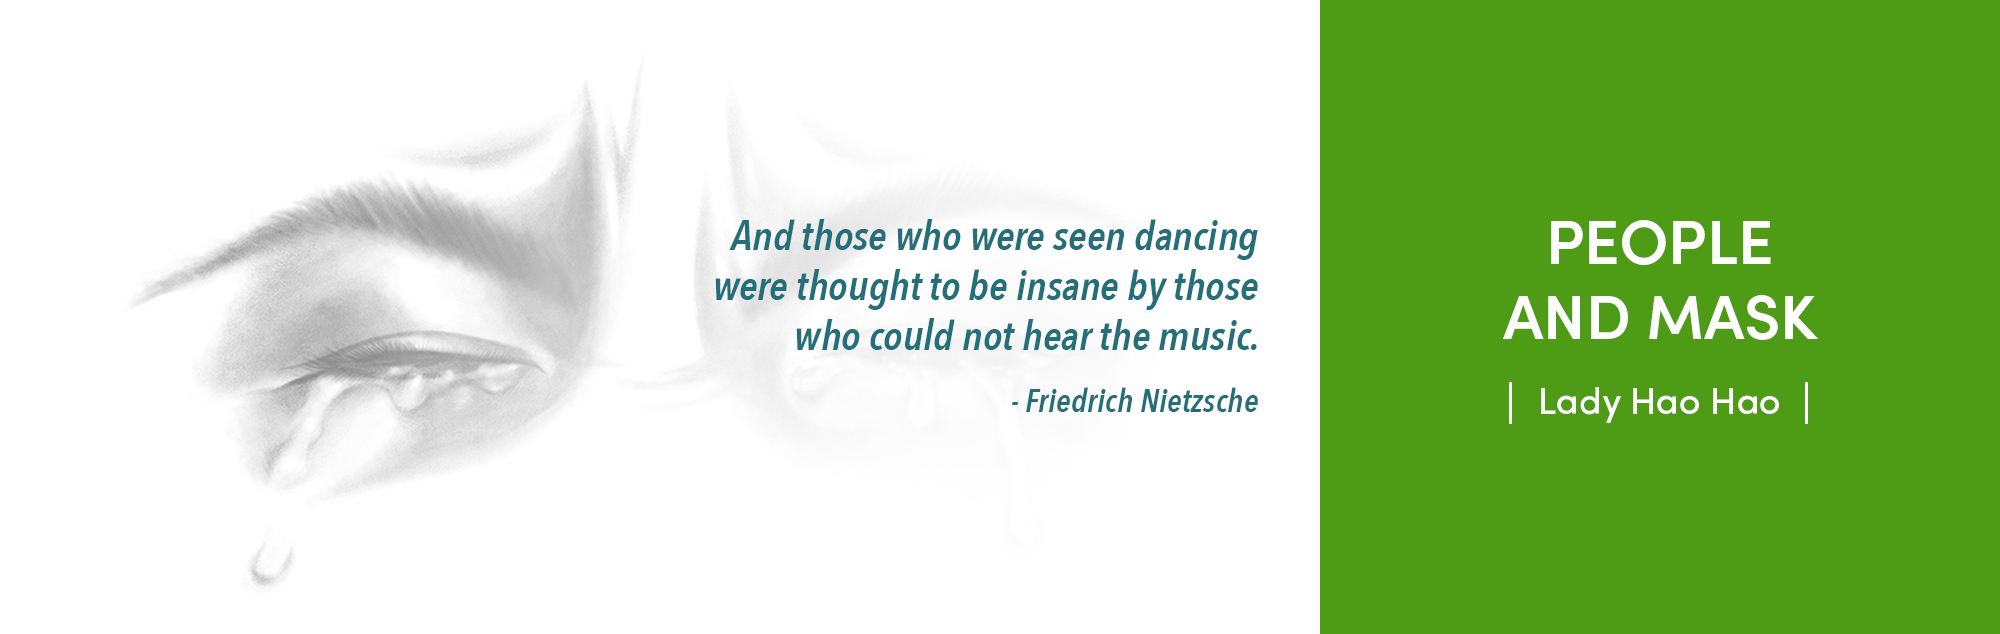 And those who were seen dancing
were thought to be insane by those
who could not hear the music.
- Friedrich Nietzsche
PEOPLE
AND MASK
| Lady Hao Hao |